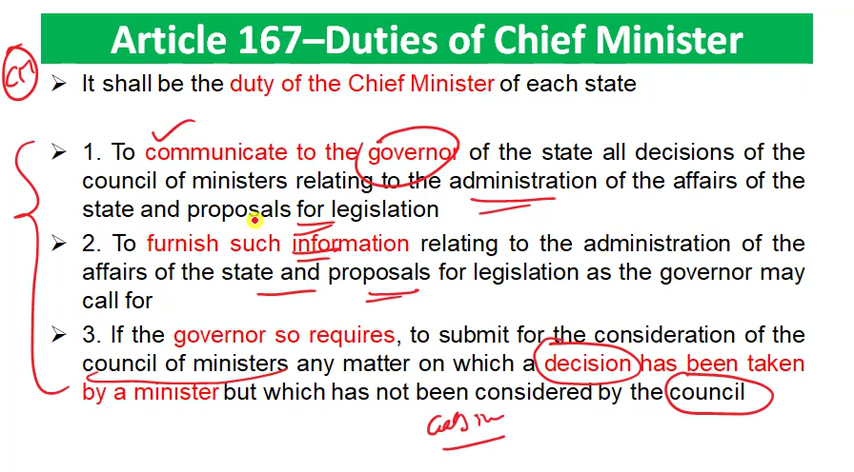 Article 167–Duties of Chief Minister
CM
➤ It shall be the duty of the Chief Minister of each state
➤ 1. To communicate to the governor of the state all decisions of the
council of ministers relating to the administration of the affairs of the
state and proposals for legislation
➤ 2. To furnish such information relating to the administration of the
affairs of the state and proposals for legislation as the governor may
call for
➤ 3. If the governor so requires, to submit for the consideration of the
council of ministers any matter on which a decision has been taken
by a minister but which has not been considered by the council